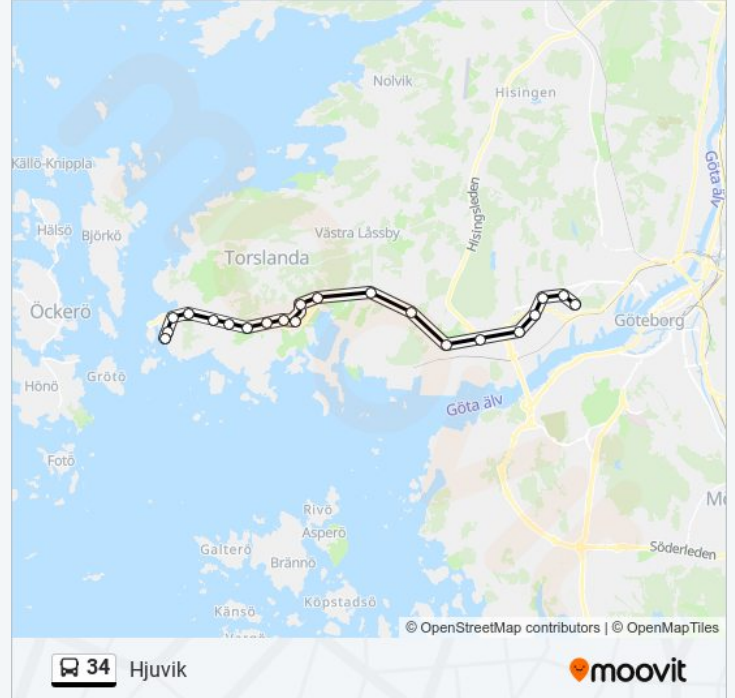 Nolvik
Hisingen
Göta älv
Källö-Knippla
Hisingsleden
Hälsö
Björkö
Västra Låssby
Torslanda
Öckerö
Göteborg
Hönö
Grötö
Göta älv
Fotö
Rivö
Asperö
Galterö
Brännö
Söderleden
Köpstadsö
Känsö
© OpenStreetMap contributors | © OpenMapTiles
34 Hjuvik
moovit